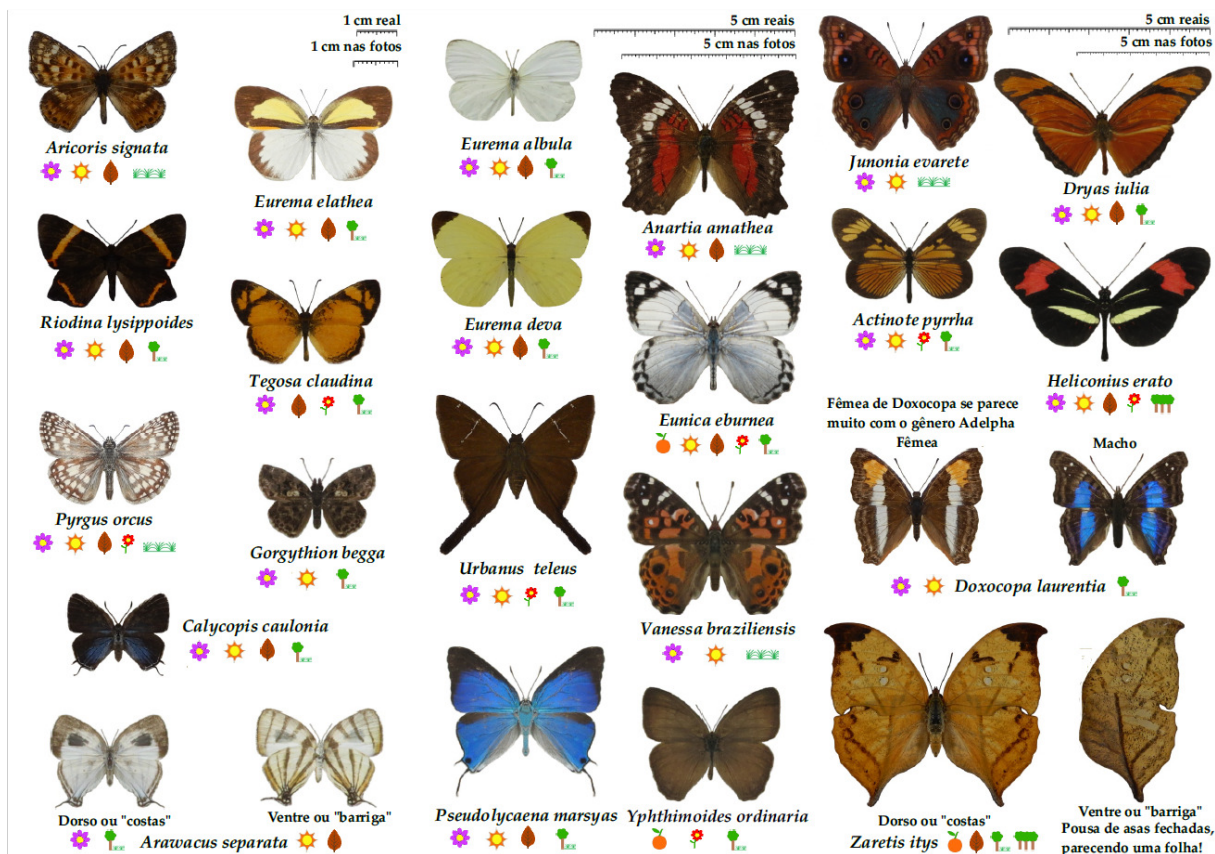 1 cm real
1 cm nas fotos
5 cm reais
5 cm nas fotos
5 cm reais
5 cm nas fotos
Aricoris signata
Eurema elathea
Eurema albula
Anartia amathea
Junonia evarete
Dryas iulia
Riodina lysippoides
Tegosa claudina
Eurema deva
Eunica eburnea
Actinote pyrrha
Heliconius erato
Fêmea de Doxocopa se parece
muito com o gênero Adelpha
Fêmea
Macho
Pyrgus orcus
Gorgythion begga
Urbanus teleus
Doxocopa laurentia
Calycopis caulonia
Vanessa braziliensis
Dorso ou "costas"
Ventre ou "barriga"
Arawacus separata
Pseudolycaena marsyas
Yphthimoides ordinaria
Dorso ou "costas"
Zaretis itys
Ventre ou "barriga"
Pousa de asas fechadas,
parecendo uma folha!